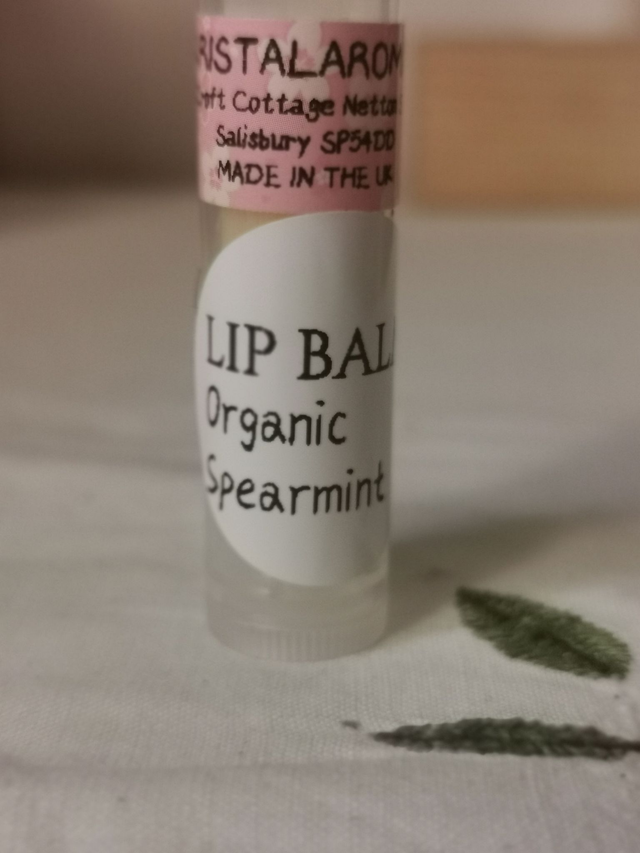 RISTALAROM
oft Cottage Netto
Salisbury SP54DD
MADE IN THE UK
LIP BAL
Organic
Spearmint